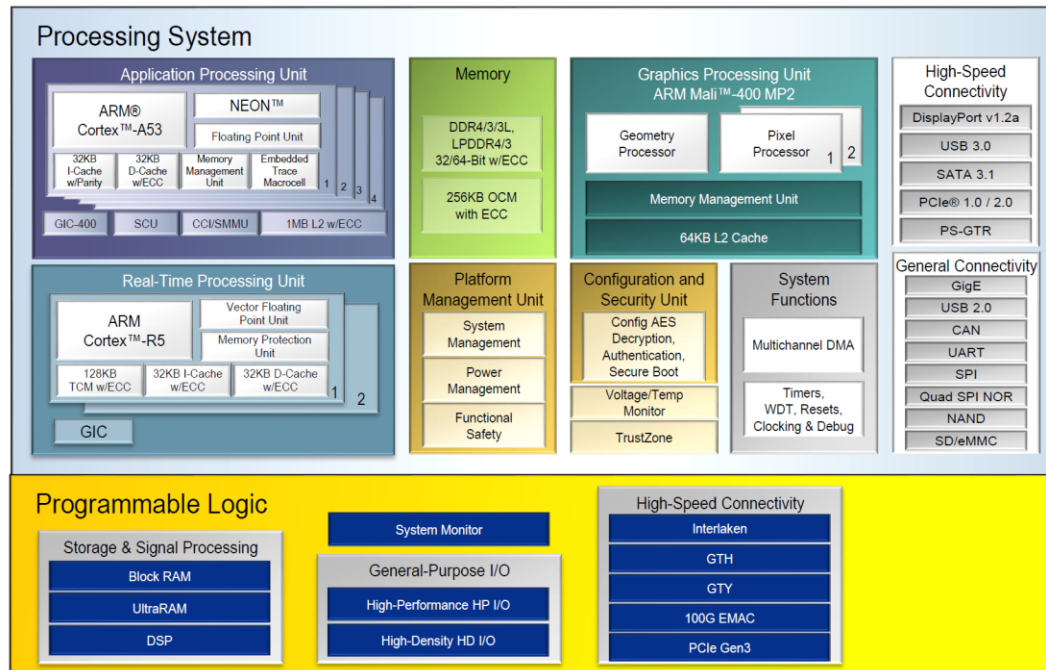 Processing System
Application Processing Unit
ARM®
Cortex™-A53
NEON™
Floating Point Unit
32KB
I-Cache
w/Parity
32KB
D-Cache
w/ECC
Memory
Management
Unit
Embedded
Trace
Macrocell
1
2
3
4
GIC-400
SCU
CCI/SMMU
1MB L2 w/ECC
Memory
DDR4/3/3L,
LPDDR4/3
32/64-Bit w/ECC
256KB OCM
with ECC
Graphics Processing Unit
ARM Mali™-400 MP2
Geometry
Processor
Pixel
Processor
1
2
Memory Management Unit
64KB L2 Cache
High-Speed
Connectivity
DisplayPort v1.2a
USB 3.0
SATA 3.1
PCIe® 1.0 / 2.0
PS-GTR
Real-Time Processing Unit
ARM
Cortex™-R5
Vector Floating
Point Unit
Memory Protection
Unit
128KB
TCM w/ECC
32KB I-Cache
w/ECC
32KB D-Cache
w/ECC
1
2
GIC
Platform
Management Unit
System
Management
Power
Management
Functional
Safety
Configuration and
Security Unit
Config AES
Decryption,
Authentication,
Secure Boot
Voltage/Temp
Monitor
TrustZone
System
Functions
Multichannel DMA
Timers,
WDT, Resets,
Clocking & Debug
General Connectivity
GigE
USB 2.0
CAN
UART
SPI
Quad SPI NOR
NAND
SD/eMMC
Programmable Logic
Storage & Signal Processing
Block RAM
UltraRAM
DSP
System Monitor
General-Purpose I/O
High-Performance HP I/O
High-Density HD I/O
High-Speed Connectivity
Interlaken
GTH
GTY
100G EMAC
PCIe Gen3